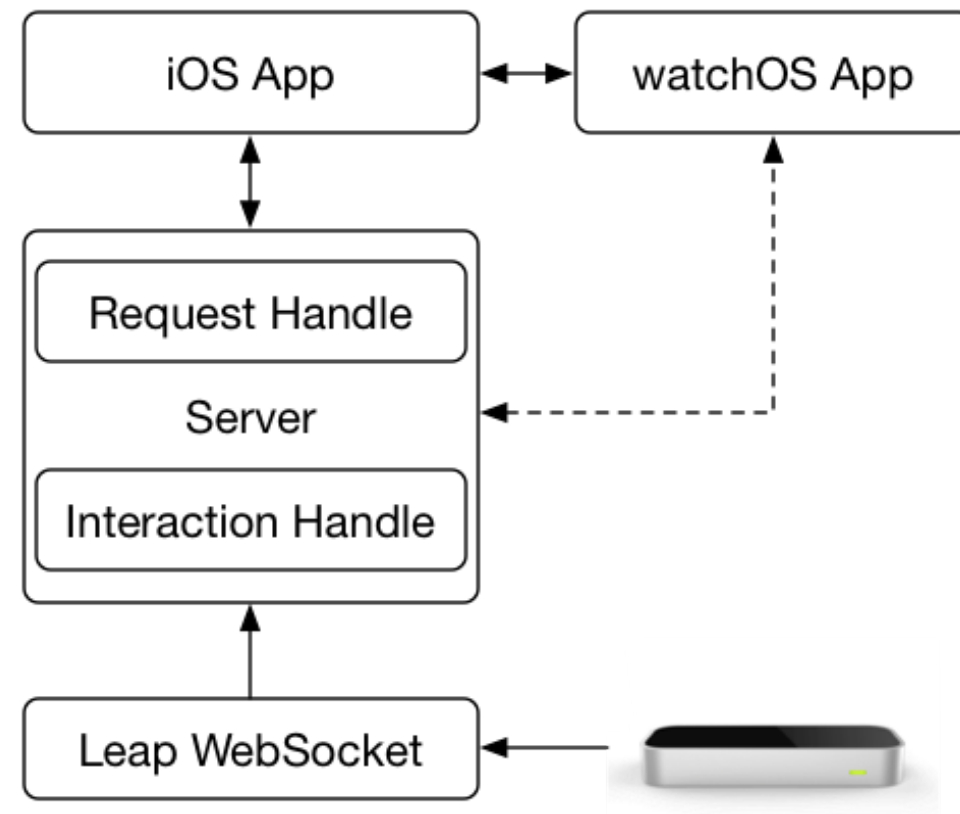 iOS App
watchOS App
Request Handle
Server
Interaction Handle
Leap WebSocket